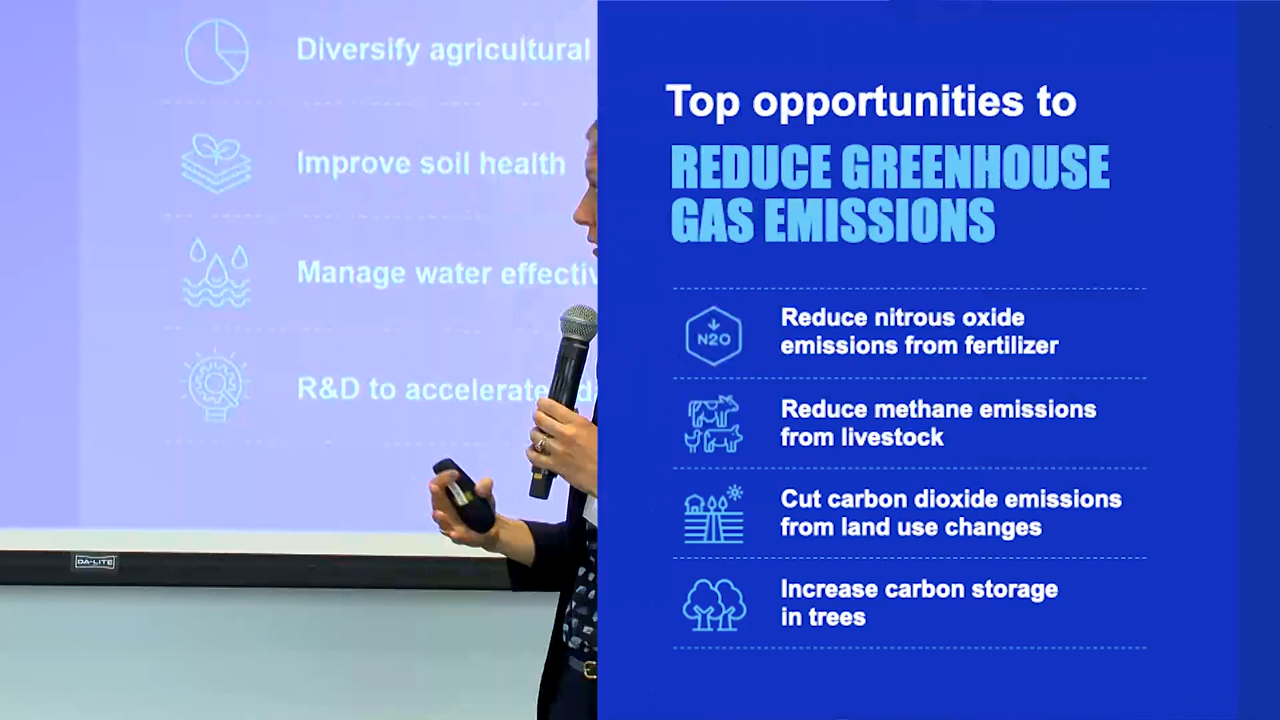 Diversify agricultural
Improve soil health
Manage water
R&D to accelerate
DA-LITE
Top opportunities to
REDUCE GREENHOUSE
GAS EMISSIONS
N2O
Reduce nitrous oxide
emissions from fertilizer
Reduce methane emissions
from livestock
Cut carbon dioxide emissions
from land use changes
Increase carbon storage
in trees